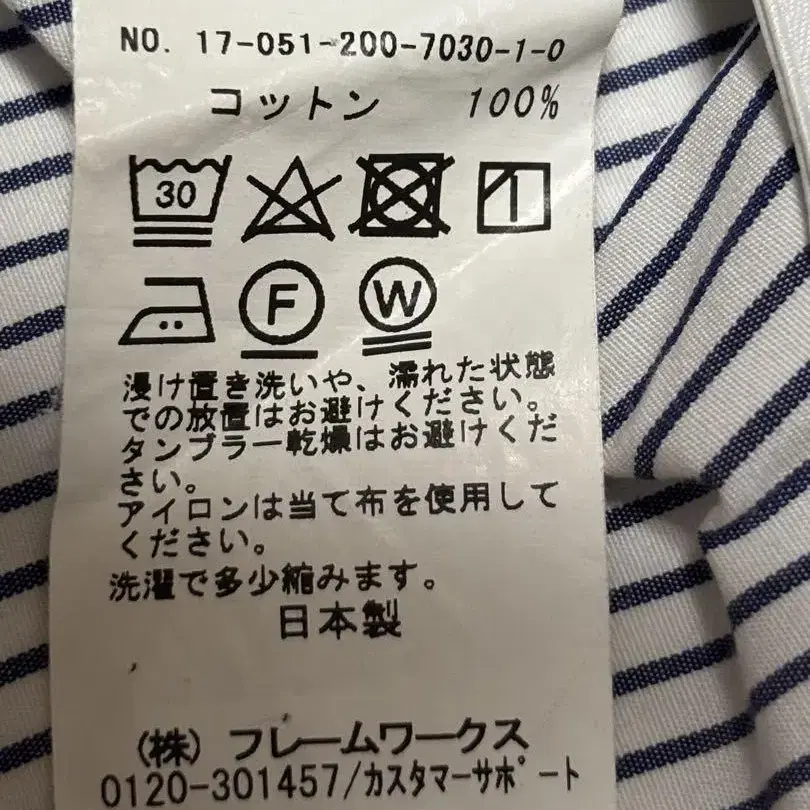 NO. 17-051-200-7030-1-0
コットン 100%
30
F W
浸け置き洗いや、濡れた状態
での放置はお避けください。
タンブラー乾燥はお避けくだ
さい。
アイロンは当て布を使用して
ください。
洗濯で多少縮みます。
日本製
(株) フレームワークス
0120-301457/カスタマーサポート